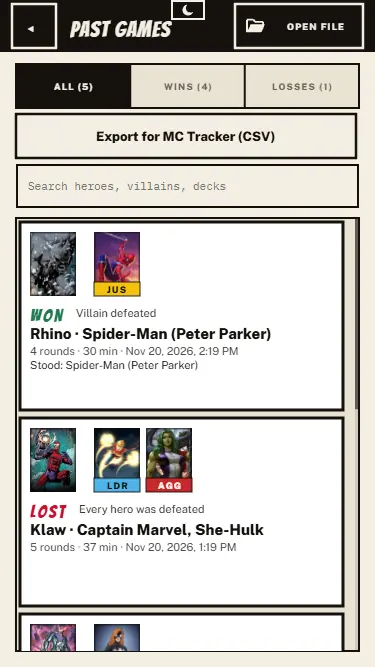 PAST GAMES
OPEN FILE
ALL (5)
WINS (4)
LOSSES (1)
Export for MC Tracker (CSV)
Search heroes, villains, decks
JUS
WON Villain defeated
Rhino · Spider-Man (Peter Parker)
4 rounds · 30 min · Nov 20, 2026, 2:19 PM
Stood: Spider-Man (Peter Parker)
LDR
AGG
LOST Every hero was defeated
Klaw · Captain Marvel, She-Hulk
5 rounds · 37 min · Nov 20, 2026, 1:19 PM